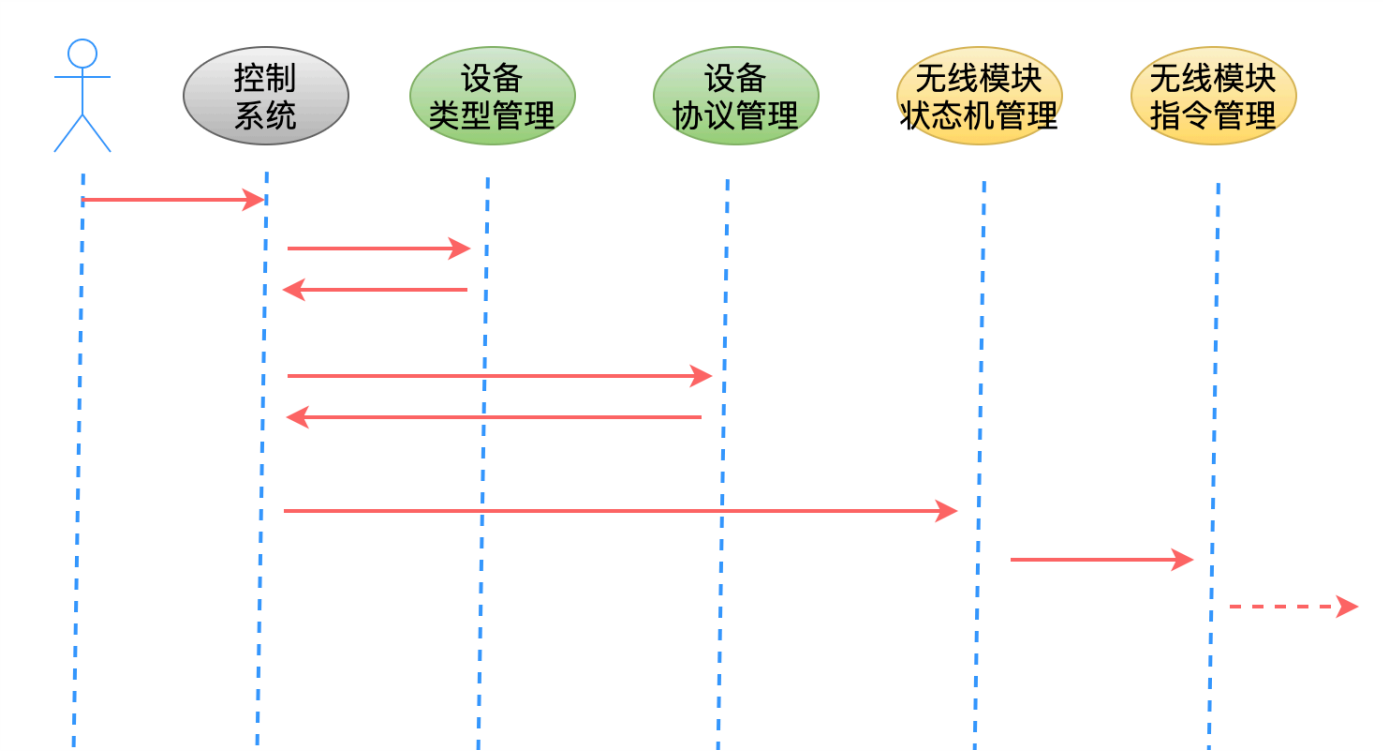 控制
系统
设备
类型管理
设备
协议管理
无线模块
状态机管理
无线模块
指令管理